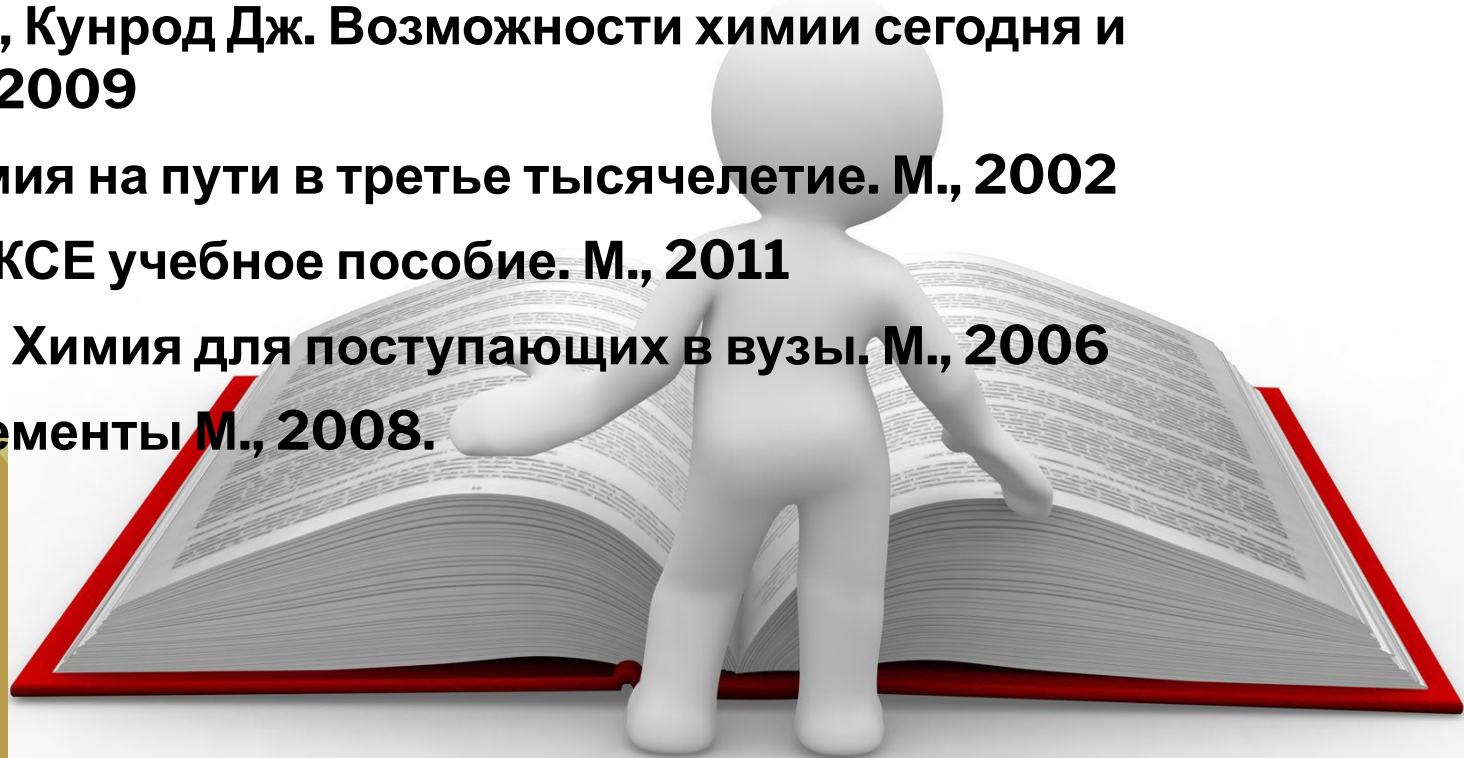 , Кунрод Дж. Возможности химии сегодня и
2009
мия на пути в третье тысячелетие. М., 2002
КСЕ учебное пособие. М., 2011
Химия для поступающих в вузы. М., 2006
ементы М., 2008.